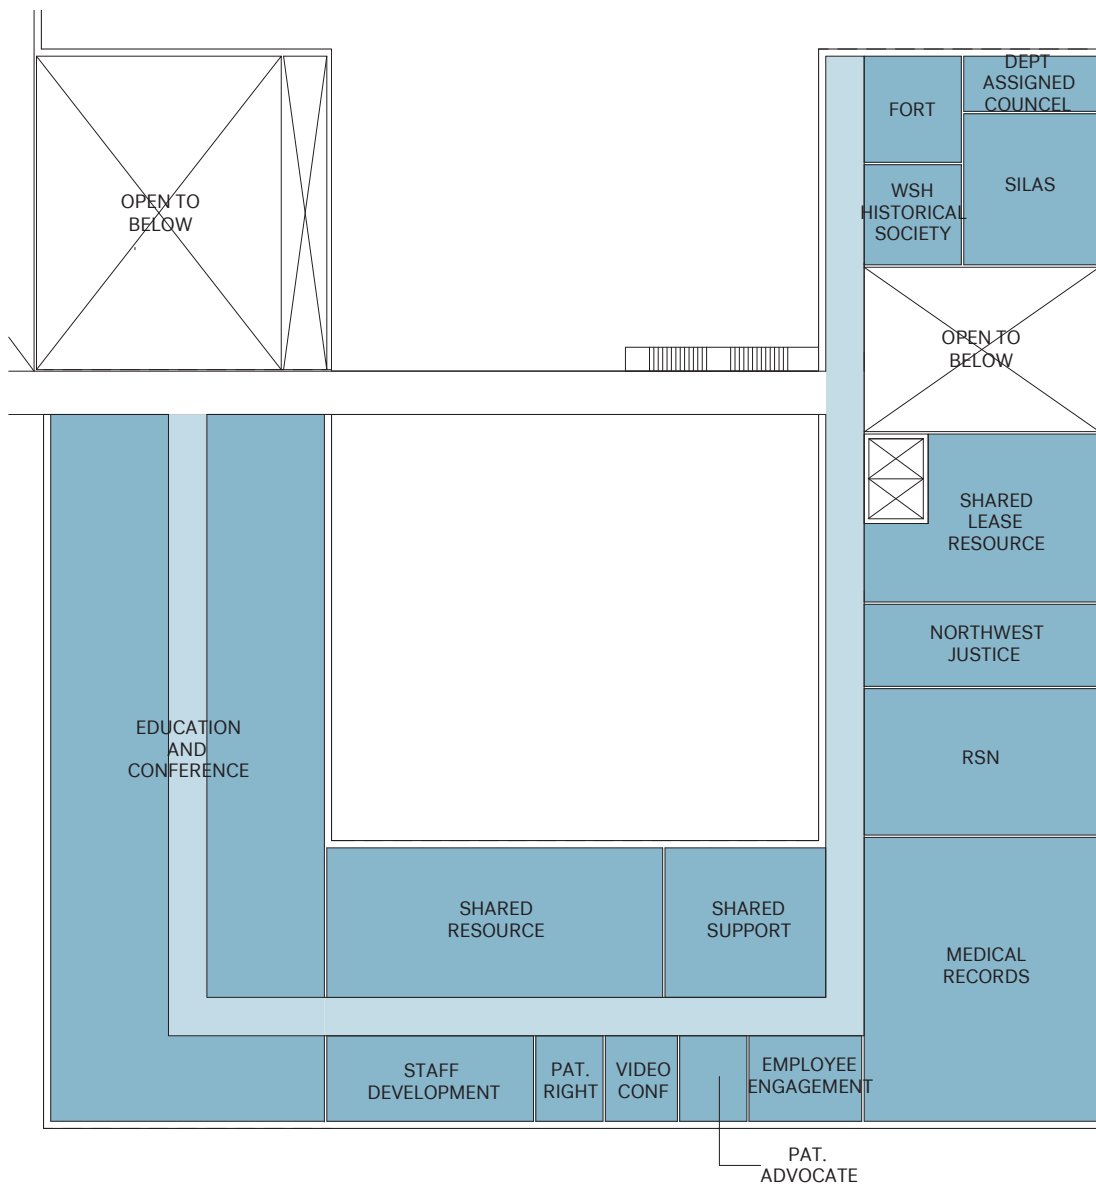 DEPT
ASSIGNED
COUNCEL
FORT
SILAS
WSH
HISTORICAL
SOCIETY
OPEN TO
BELOW
OPEN TO
BELOW
SHARED
LEASE
RESOURCE
NORTHWEST
JUSTICE
EDUCATION
AND
CONFERENCE
RSN
SHARED
RESOURCE
SHARED
SUPPORT
MEDICAL
RECORDS
STAFF
DEVELOPMENT
PAT.
RIGHT
VIDEO
CONF
EMPLOYEE
ENGAGEMENT
PAT.
ADVOCATE